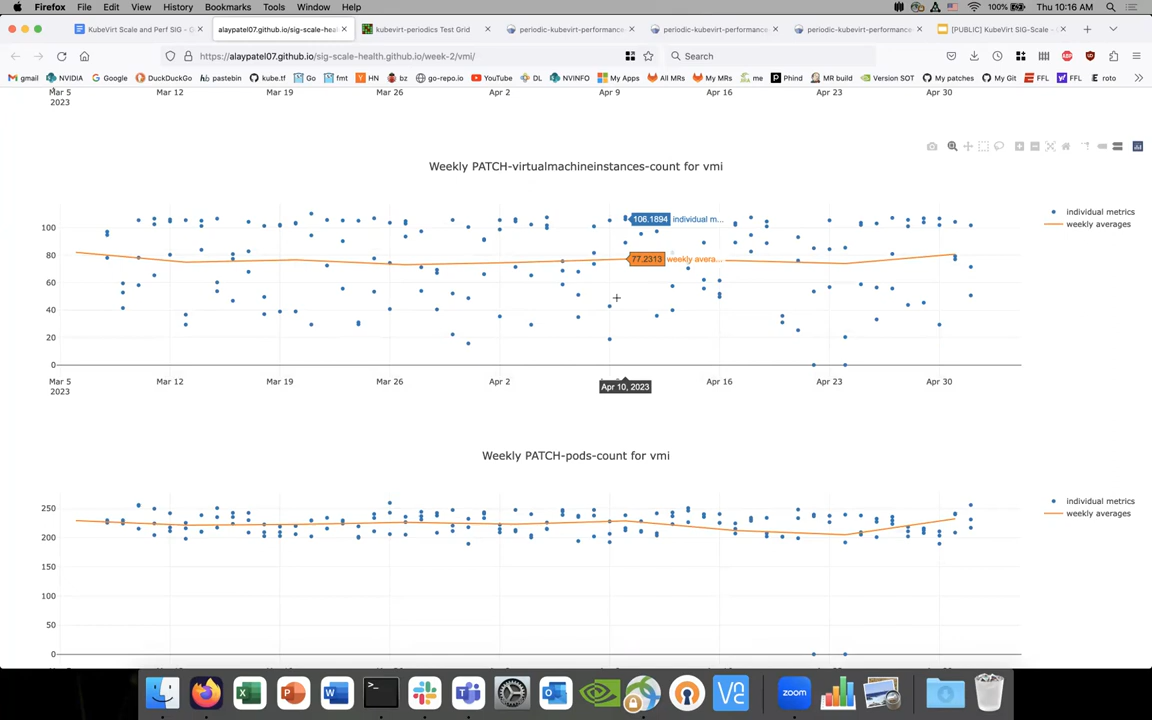 Firefox File Edit View History Bookmarks Tools Window Help 100% Thu 10:16 AM
KubeVirt Scale and Perf SIG - G alaypatel07.github.io/sig-scale-hea kubevirt-periodics Test Grid periodic-kubevirt-performance periodic-kubevirt-performance periodic-kubevirt-performance [PUBLIC] KubeVirt SIG-Scale -
https://alaypatel07.github.io/sig-scale-health.github.io/week-2/vmi/ Search
gmail NVIDIA Google DuckDuckGo pastebin kube.tf Go fmt HN bz go-repo.io YouTube DL NVINFO My Apps All MRs My MRs me Phind MR build Version SOT My patches My Git FFL FFL roto
Mar 5 Mar 12 Mar 19 Mar 26 Apr 2 Apr 9 Apr 16 Apr 23 Apr 30
2023
Weekly PATCH-virtualmachineinstances-count for vmi
106.1894 individual m...
individual metrics
100
weekly averages
80
77.2313 weekly avera...
60
40
20
0
Mar 5 Mar 12 Mar 19 Mar 26 Apr 2 Apr 16 Apr 23 Apr 30
2023
Apr 10, 2023
Weekly PATCH-pods-count for vmi
individual metrics
250
weekly averages
200
150
100
50
0
zoom